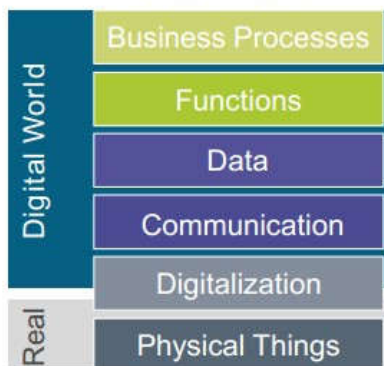 Digital World
Business Processes
Functions
Data
Communication
Digitalization
Real
Physical Things